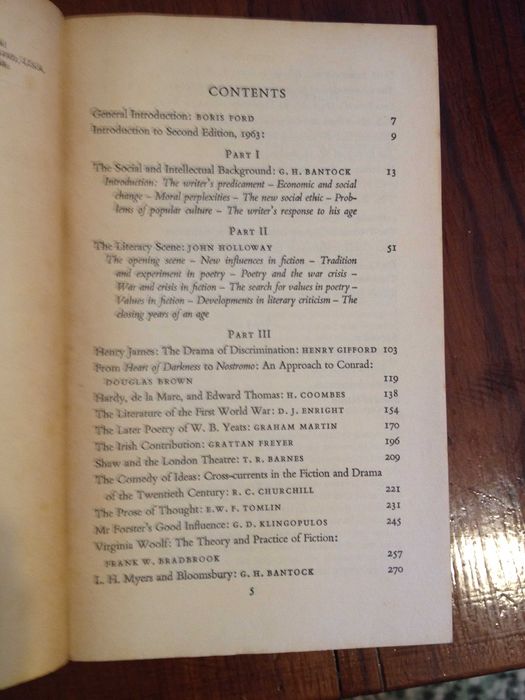 CONTENTS
General Introduction: BORIS FORD 7
Introduction to Second Edition, 1963: 9
PART I
The Social and Intellectual Background: G. H. BANTOCK 13
Introduction: The writer's predicament – Economic and social
change – Moral perplexities – The new social ethic – Prob-
lems of popular culture – The writer's response to his age
PART II
The Literary Scene: JOHN HOLLOWAY 51
The opening scene – New influences in fiction – Tradition
and experiment in poetry – Poetry and the war crisis –
War and crisis in fiction – The search for values in poetry –
Values in fiction – Developments in literary criticism – The
closing years of an age
PART III
Henry James: The Drama of Discrimination: HENRY GIFFORD 103
From Heart of Darkness to Nostromo: An Approach to Conrad:
DOUGLAS BROWN 119
Hardy, de la Mare, and Edward Thomas: H. COOMBES 138
The Literature of the First World War: D. J. ENRIGHT 154
The Later Poetry of W. B. Yeats: GRAHAM MARTIN 170
The Irish Contribution: GRATTAN FREYER 196
Shaw and the London Theatre: T. R. BARNES 209
The Comedy of Ideas: Cross-currents in the Fiction and Drama
of the Twentieth Century: R. C. CHURCHILL 221
The Prose of Thought: E. W. F. TOMLIN 231
Mr Forster's Good Influence: G. D. KLINGOPULOS 245
Virginia Woolf: The Theory and Practice of Fiction:
FRANK W. BRADBROOK 257
L. H. Myers and Bloomsbury: G. H. BANTOCK 270
5